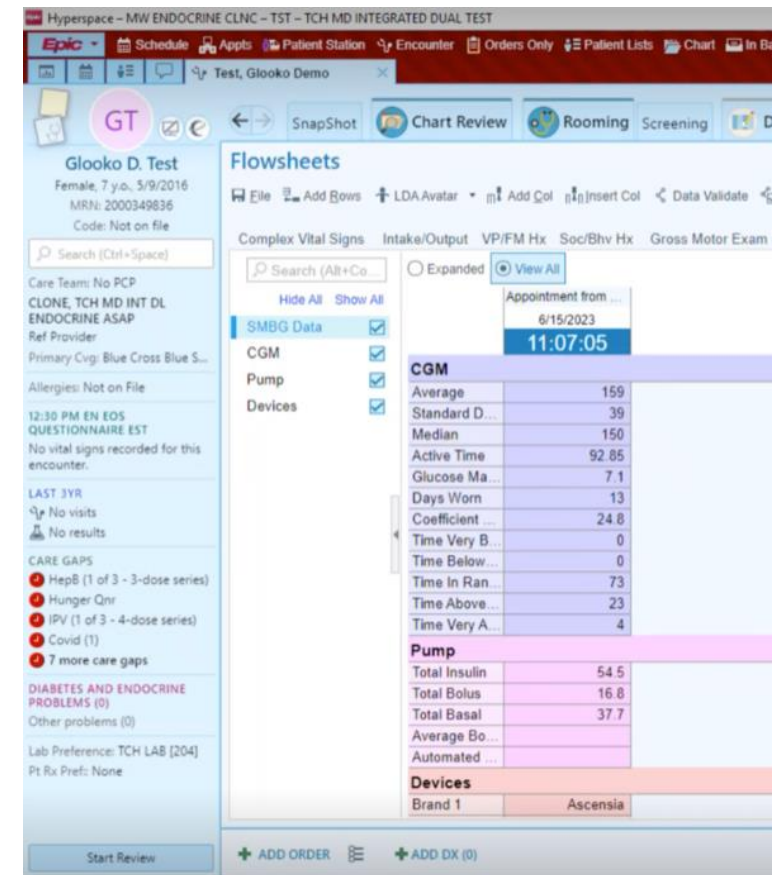 Hyperspace – MW ENDOCRINE CLNC – TST – TCH MD INTEGRATED DUAL TEST
Epic Schedule Appts Patient Station Encounter Orders Only Patient Lists Chart In Ba
Test, Glooko Demo
GT
SnapShot Chart Review Rooming Screening D
Glooko D. Test
Female, 7 y.o., 5/9/2016
MRN: 2000349836
Code: Not on file
Search (Ctrl+Space)
Care Team: No PCP
CLONE, TCH MD INT DL
ENDOCRINE ASAP
Ref Provider
Primary Cvg: Blue Cross Blue S...
Allergies: Not on File
12:30 PM EN EOS
QUESTIONNAIRE EST
No vital signs recorded for this
encounter.
LAST 3YR
No visits
No results
CARE GAPS
HepB (1 of 3 - 3-dose series)
Hunger Qnr
IPV (1 of 3 - 4-dose series)
Covid (1)
7 more care gaps
DIABETES AND ENDOCRINE
PROBLEMS (0)
Other problems (0)
Lab Preference: TCH LAB [204]
Pt Rx Pref: None
Start Review
Flowsheets
File Add Rows LDA Avatar Add Col Insert Col Data Validate
Complex Vital Signs Intake/Output VP/FM Hx Soc/Bhv Hx Gross Motor Exam
Search (Alt+Co...
Hide All Show All
SMBG Data
CGM
Pump
Devices
Expanded View All
Appointment from ...
6/15/2023
11:07:05
CGM
Average 159
Standard D... 39
Median 150
Active Time 92.85
Glucose Ma... 7.1
Days Worn 13
Coefficient ... 24.8
Time Very B... 0
Time Below... 0
Time In Ran... 73
Time Above... 23
Time Very A... 4
Pump
Total Insulin 54.5
Total Bolus 16.8
Total Basal 37.7
Average Bo...
Automated ...
Devices
Brand 1 Ascensia
ADD ORDER ADD DX (0)